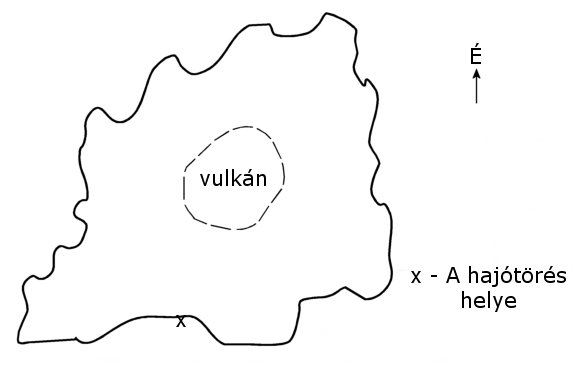 É
vulkán
x - A hajótörés
helye
x